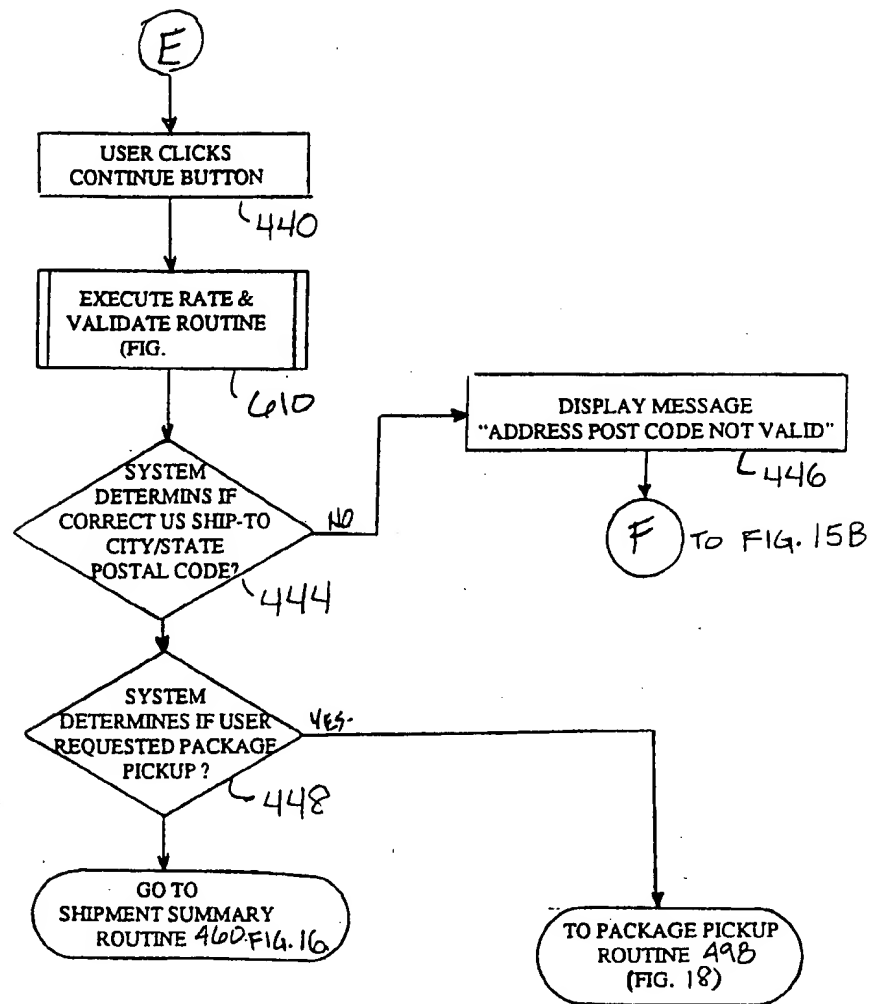 E
USER CLICKS
CONTINUE BUTTON
440
EXECUTE RATE &
VALIDATE ROUTINE
(FIG.
610
SYSTEM
DETERMINS IF
CORRECT US SHIP-TO
CITY/STATE
POSTAL CODE?
444
NO
DISPLAY MESSAGE
"ADDRESS POST CODE NOT VALID"
446
F TO FIG. 15B
SYSTEM
DETERMINES IF USER
REQUESTED PACKAGE
PICKUP ?
448
YES-
GO TO
SHIPMENT SUMMARY
ROUTINE 460 FIG. 16
TO PACKAGE PICKUP
ROUTINE 498
(FIG. 18)